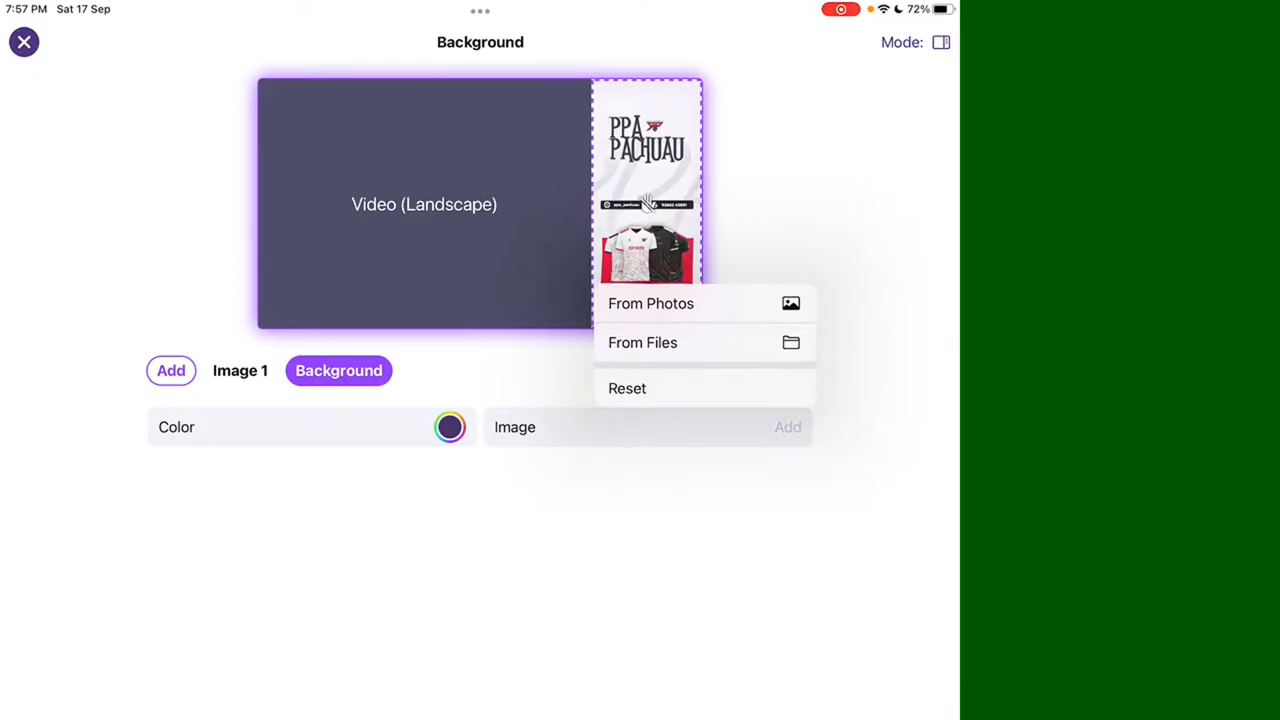 7:57 PM Sat 17 Sep
72%
Background
Mode:
Video (Landscape)
PPA
PACHUAU
ppa_pachuau
From Photos
From Files
Reset
Add Image 1 Background
Color
Image Add